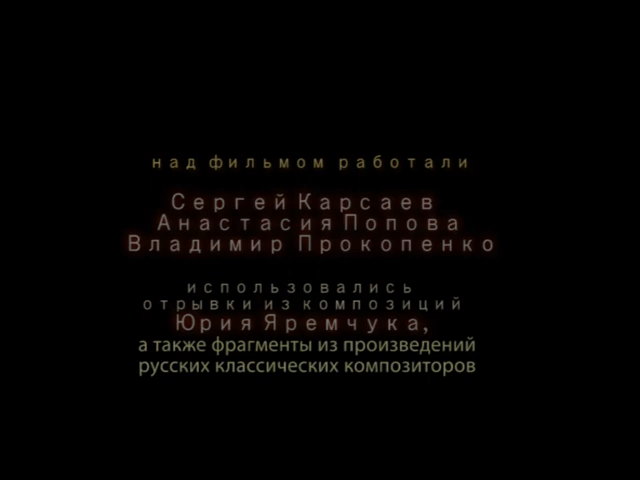 над фильмом работали
Сергей Карсаев
Анастасия Попова
Владимир Прокопенко
использовались
отрывки из композиций
Юрия Яремчука,
а также фрагменты из произведений
русских классических композиторов